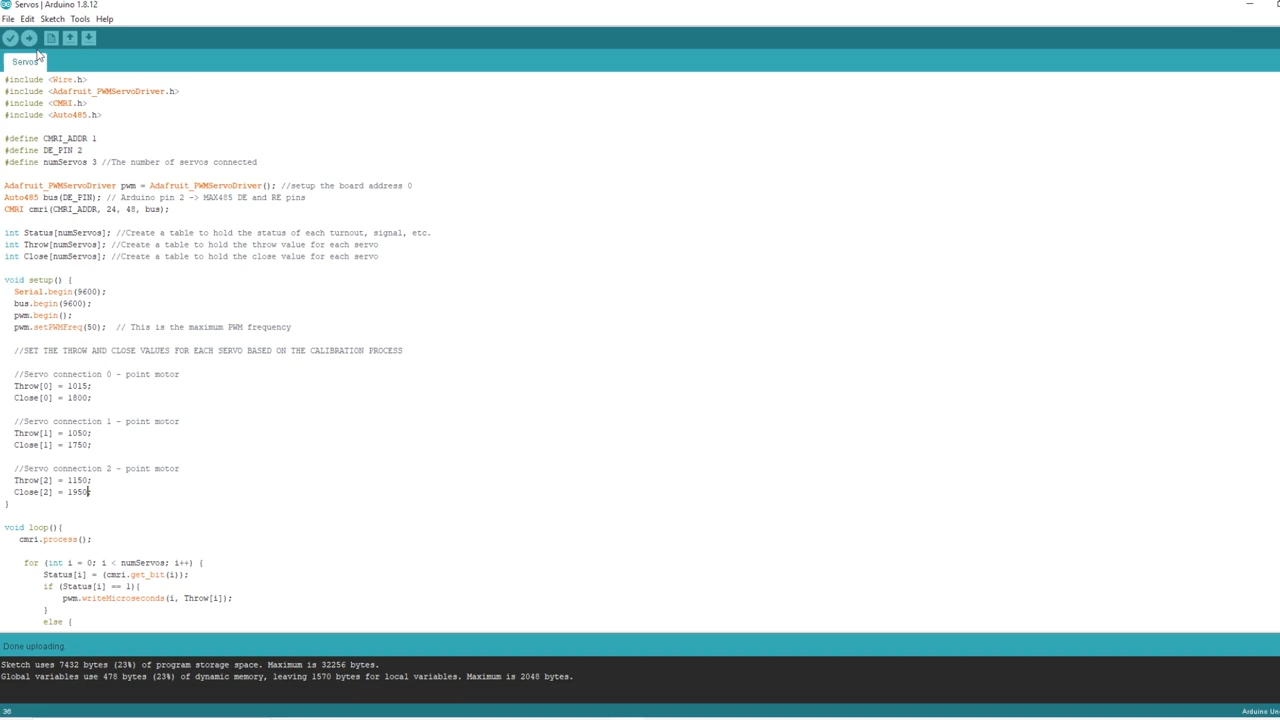 Servos | Arduino 1.8.12
File Edit Sketch Tools Help
Servos
#include <Wire.h>
#include <Adafruit_PWMServoDriver.h>
#include <CMRI.h>
#include <Auto485.h>
#define CMRI_ADDR 1
#define DE_PIN 2
#define numServos 3 //The number of servos connected
Adafruit_PWMServoDriver pwm = Adafruit_PWMServoDriver(); //setup the board address 0
Auto485 bus(DE_PIN); // Arduino pin 2 -> MAX485 DE and RE pins
CMRI cmri(CMRI_ADDR, 24, 48, bus);
int Status[numServos]; //Create a table to hold the status of each turnout, signal, etc.
int Throw[numServos]; //Create a table to hold the throw value for each servo
int Close[numServos]; //Create a table to hold the close value for each servo
void setup() {
Serial.begin(9600);
bus.begin(9600);
pwm.begin();
pwm.setPWMFreq(50);  // This is the maximum PWM frequency
//SET THE THROW AND CLOSE VALUES FOR EACH SERVO BASED ON THE CALIBRATION PROCESS
//Servo connection 0 - point motor
Throw[0] = 1015;
Close[0] = 1800;
//Servo connection 1 - point motor
Throw[1] = 1050;
Close[1] = 1750;
//Servo connection 2 - point motor
Throw[2] = 1150;
Close[2] = 1950;
}
void loop(){
cmri.process();
for (int i = 0; i < numServos; i++) {
Status[i] = (cmri.get_bit(i));
if (Status[i] == 1){
pwm.writeMicroseconds(i, Throw[i]);
}
else {
Done uploading.
Sketch uses 7432 bytes (23%) of program storage space. Maximum is 32256 bytes.
Global variables use 478 bytes (23%) of dynamic memory, leaving 1570 bytes for local variables. Maximum is 2048 bytes.
36
Arduino Un